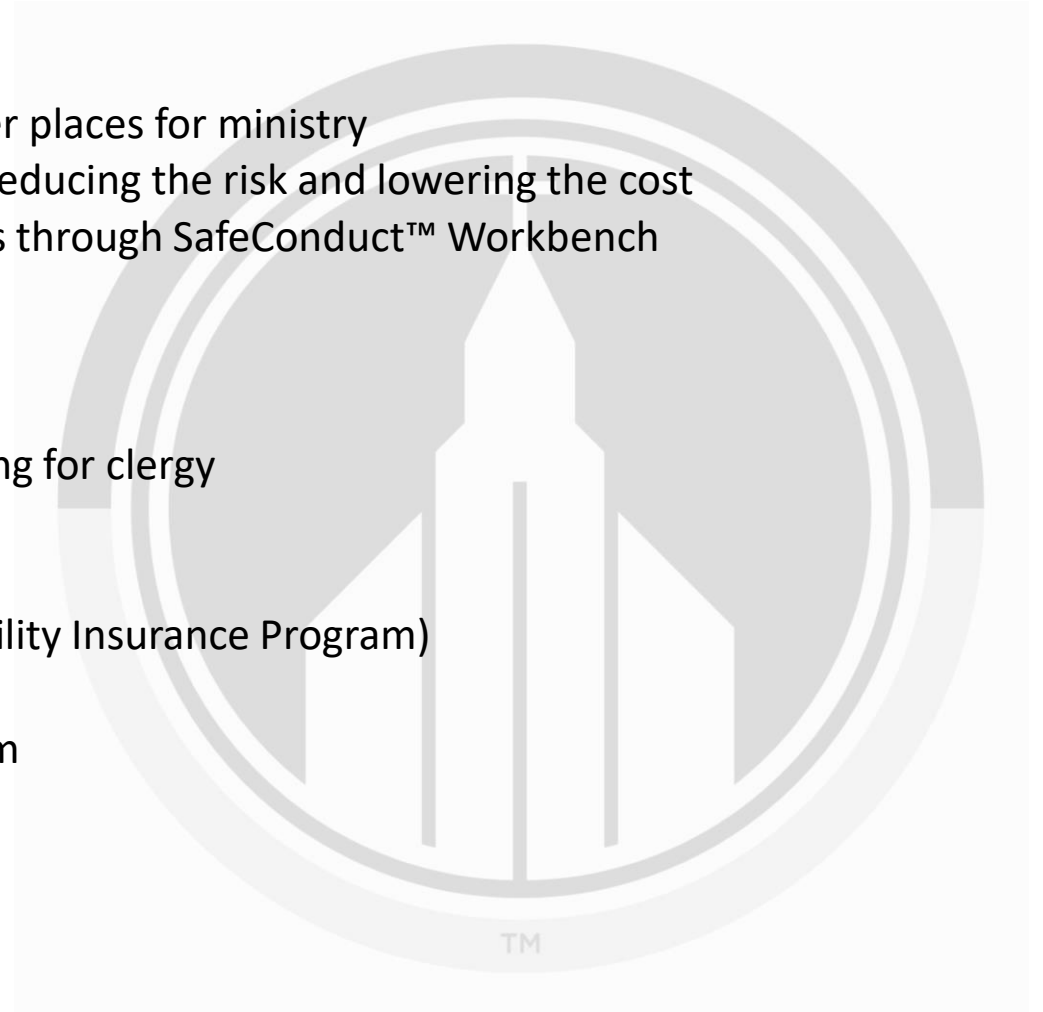 er places for ministry
educing the risk and lowering the cost
s through SafeConduct™ Workbench
ng for clergy
ility Insurance Program)
m
TM